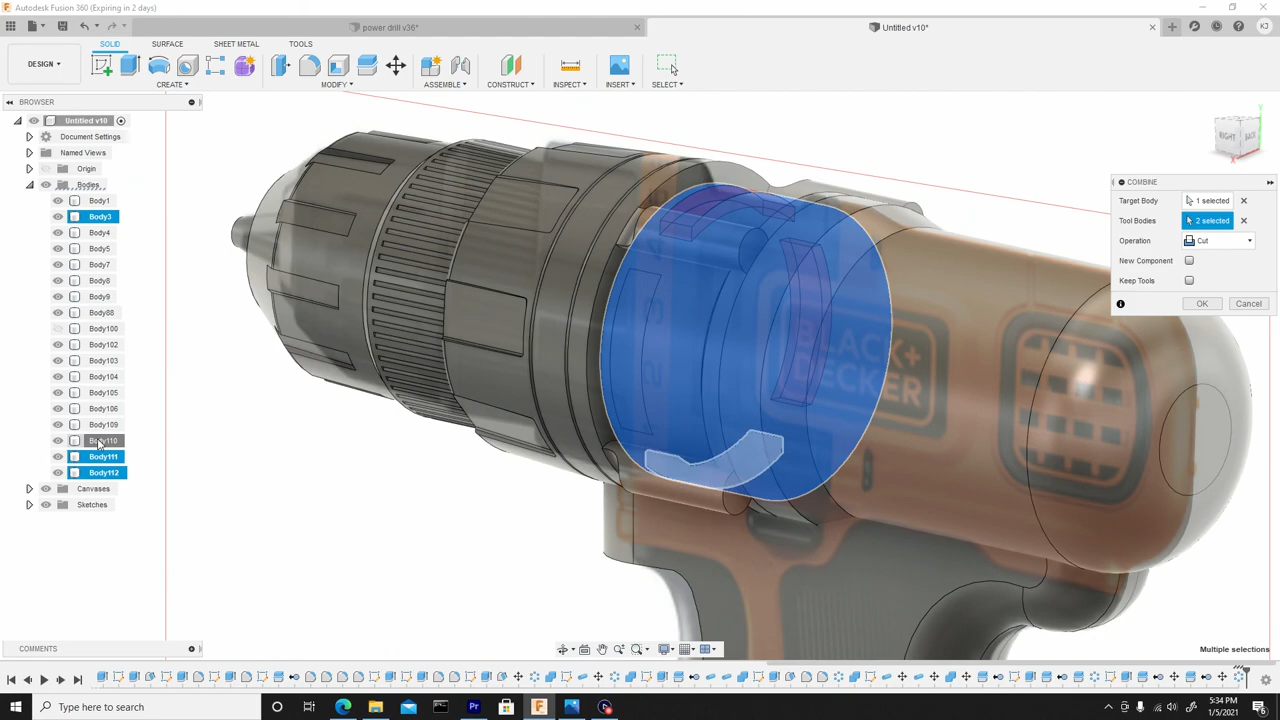 Autodesk Fusion 360 (Expiring in 2 days)
power drill v36*
Untitled v10*
KJ
SOLID
SURFACE
SHEET METAL
TOOLS
DESIGN
CREATE
MODIFY
ASSEMBLE
CONSTRUCT
INSPECT
INSERT
SELECT
BROWSER
Untitled v10
Document Settings
Named Views
Origin
Bodies
Body1
Body3
Body4
Body5
Body7
Body8
Body9
Body88
Body100
Body102
Body103
Body104
Body105
Body106
Body109
Body110
Body111
Body112
Canvases
Sketches
RIGHT
BACK
COMBINE
Target Body
1 selected
Tool Bodies
2 selected
Operation
Cut
New Component
Keep Tools
OK
Cancel
BLACK+
DECKER
COMMENTS
Multiple selections
Type here to search
5:34 PM
1/5/2021